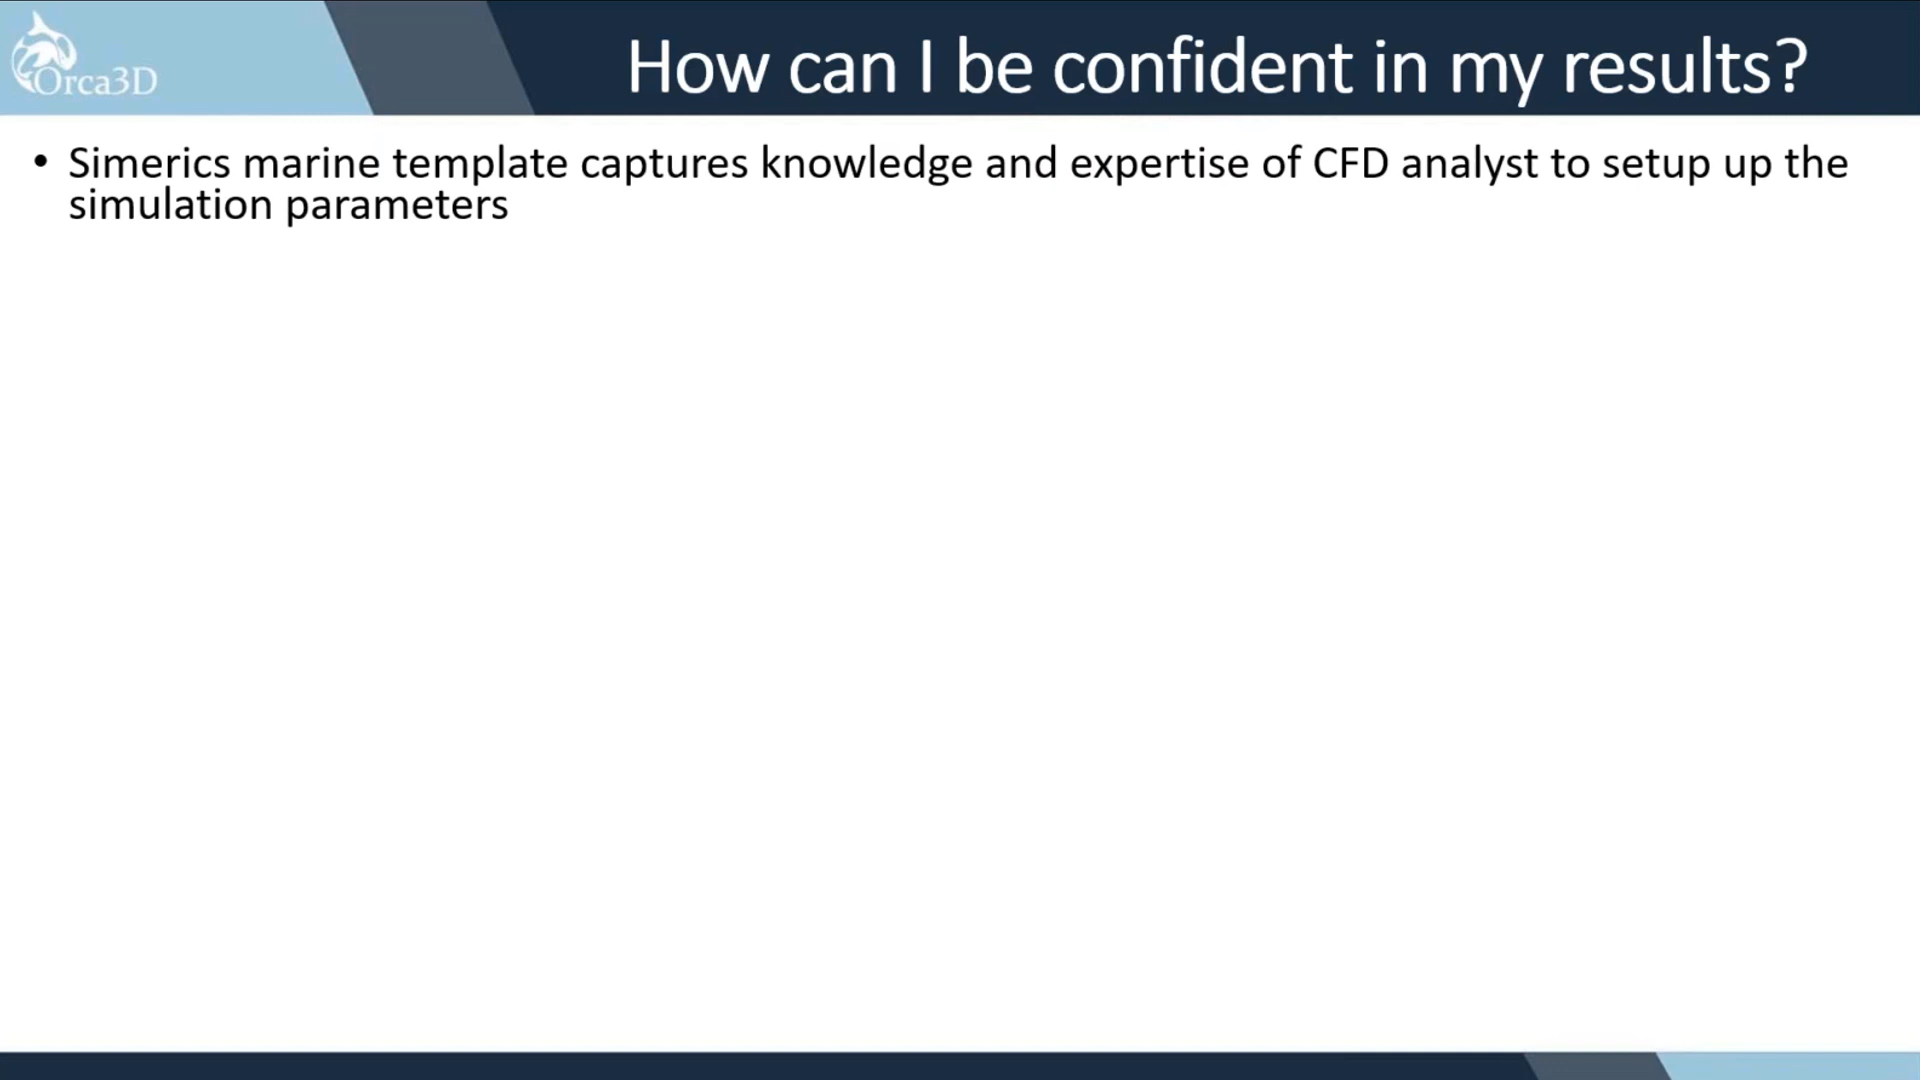 Orca3D
How can I be confident in my results?
• Simerics marine template captures knowledge and expertise of CFD analyst to setup up the
simulation parameters